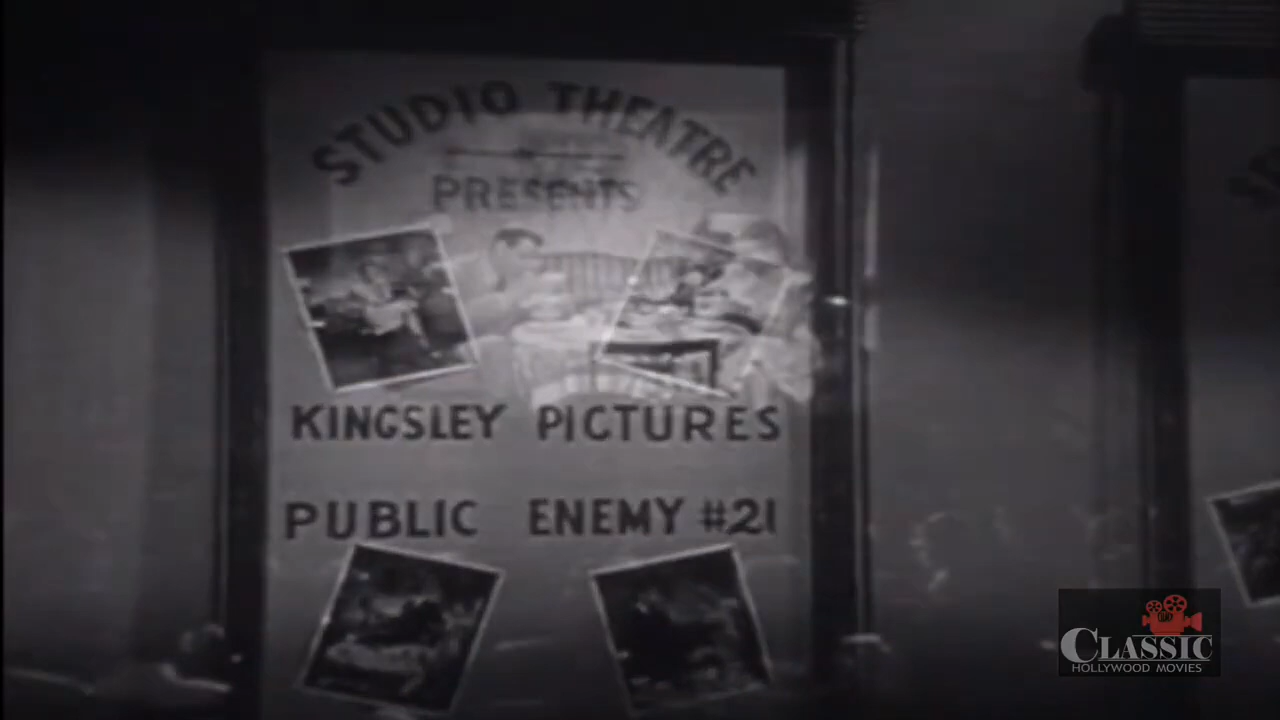 STUDIO THEATRE
PRESENTS
KINGSLEY PICTURES
PUBLIC ENEMY #21
CLASSIC
HOLLYWOOD MOVIES